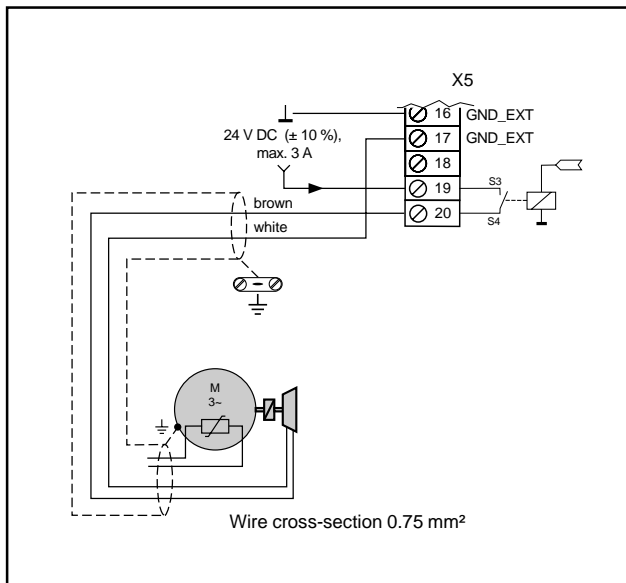 X5
16 GND_EXT
24 V DC (± 10 %),
max. 3 A
17 GND_EXT
18
19
S3
brown
20
S4
white
M
3~
Wire cross-section 0.75 mm²